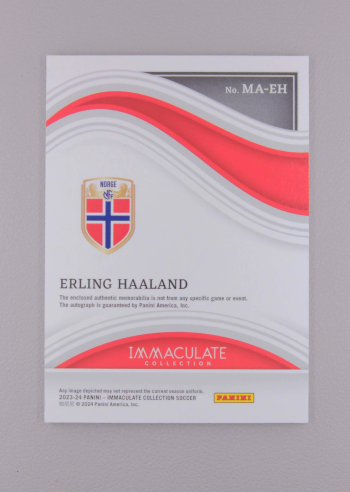 No. MA-EH
NORGE
ERLING HAALAND
The enclosed authentic memorabilia is not from any specific game or event.
The autograph is guaranteed by Panini America, Inc.
IMMACULATE
COLLECTION
Any image depicted may not represent the current season uniform.
2023-24 PANINI – IMMACULATE COLLECTION SOCCER
© 2024 Panini America, Inc.
PANINI